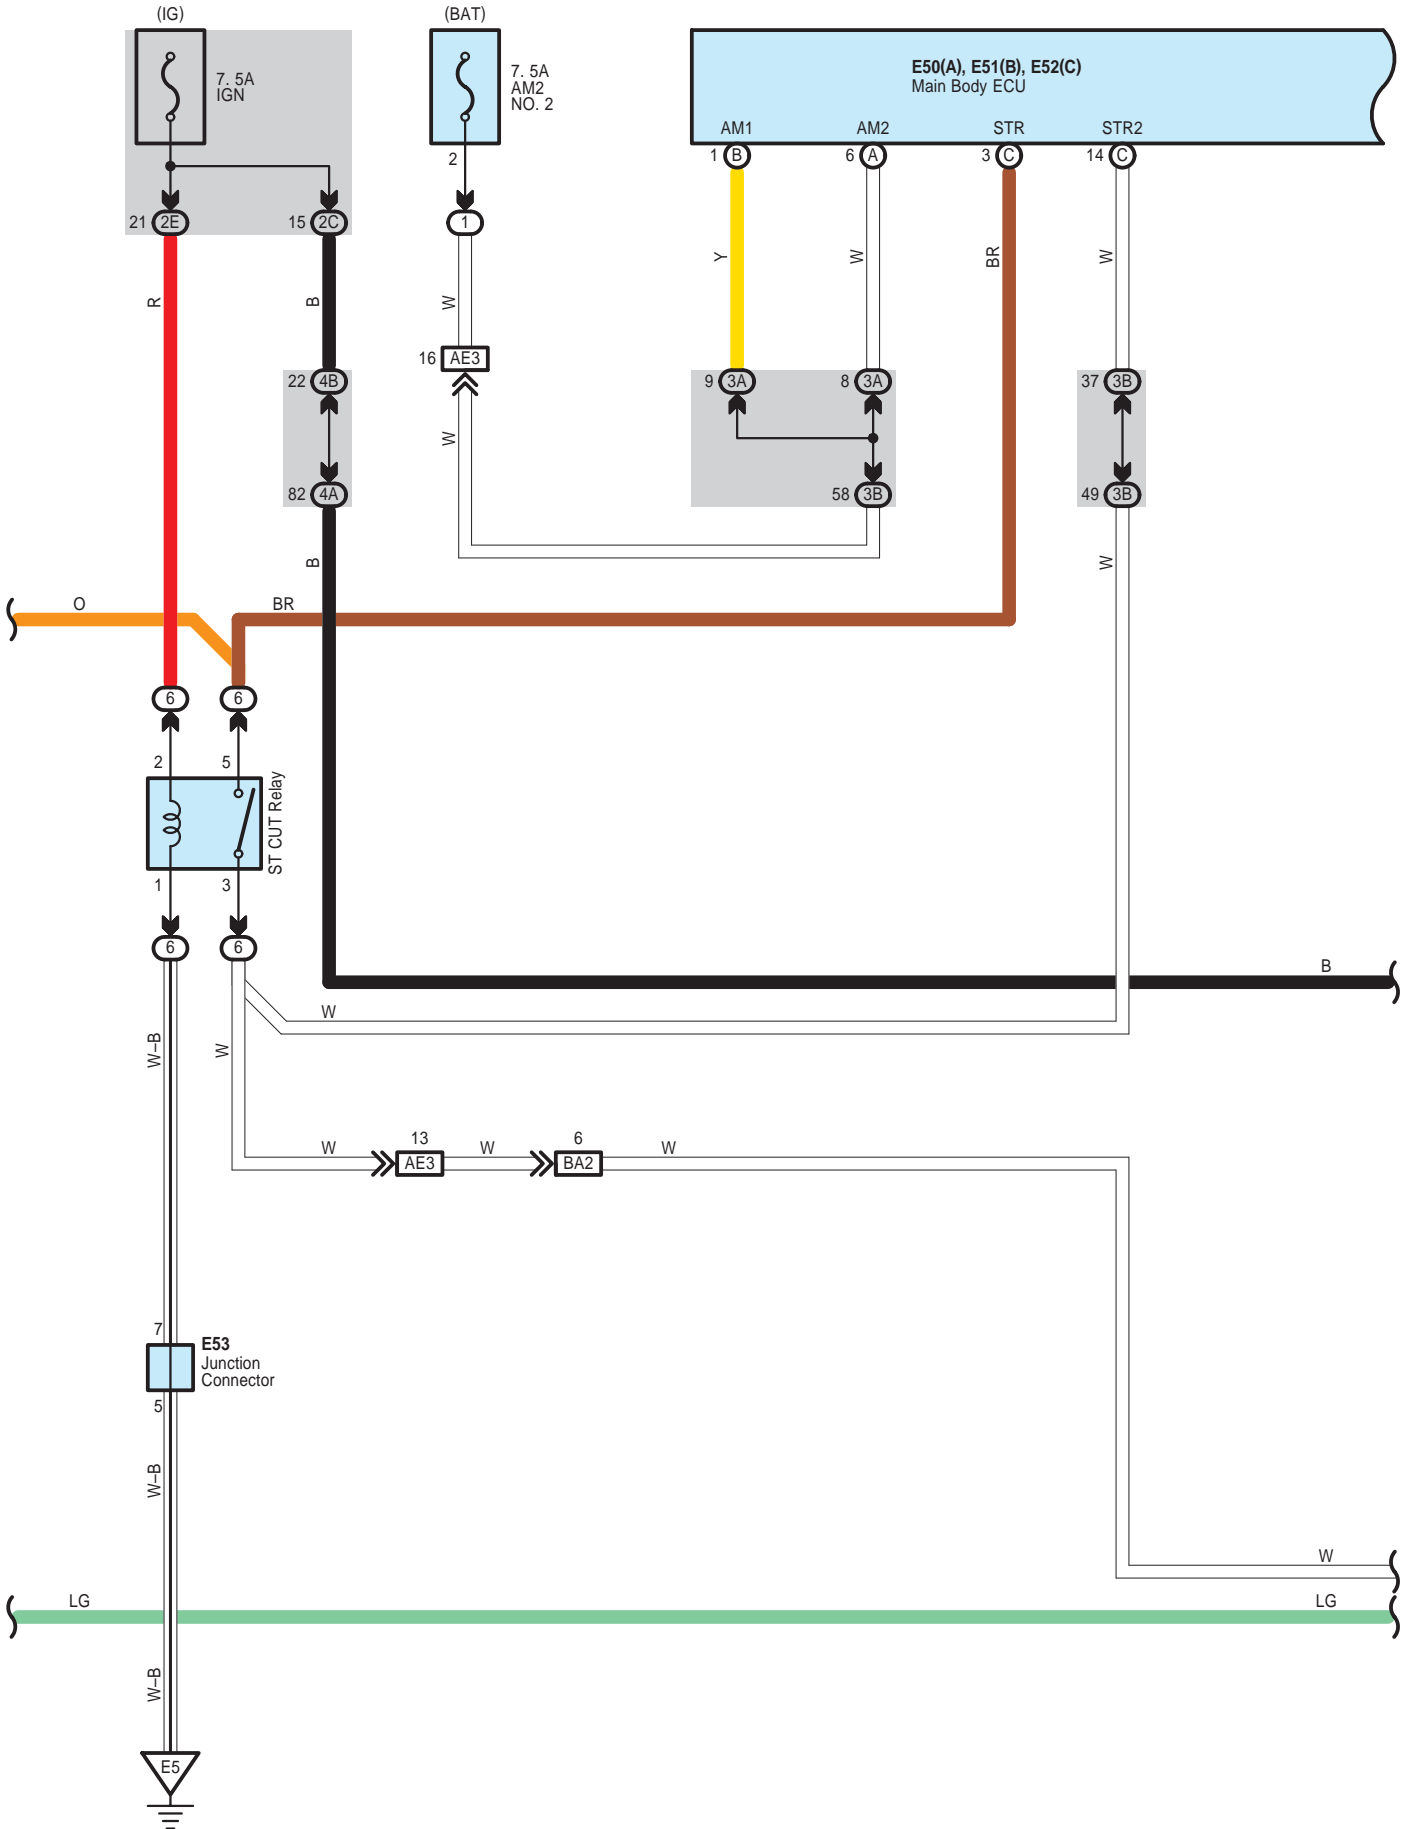 (IG)
(BAT)
7. 5A
IGN
7. 5A
AM2
NO. 2
E50(A), E51(B), E52(C)
Main Body ECU
AM1
AM2
STR
STR2
2
1 B
6 A
3 C
14 C
21 2E
15 2C
1
R
B
W
Y
W
BR
W
16 AE3
22 4B
9 3A
8 3A
37 3B
W
82 4A
58 3B
49 3B
B
W
O
BR
6
6
2
5
ST CUT Relay
1
3
6
6
B
W
W-B
W
W
13
AE3
W
6
BA2
W
7
E53
Junction
Connector
5
W-B
W
LG
LG
W-B
E5